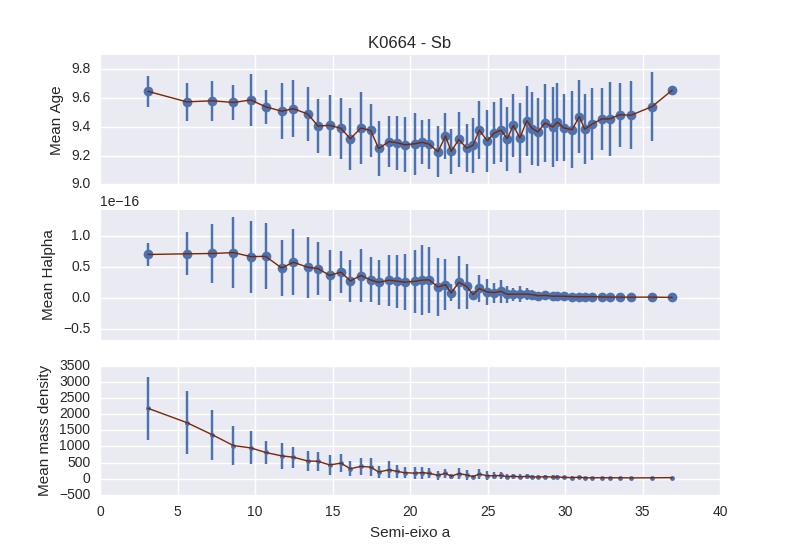 K0664 - Sb
9.8
9.6
9.4
9.2
9.0
Mean Age
1e−16
1.0
0.5
0.0
−0.5
Mean Halpha
3500
3000
2500
2000
1500
1000
500
0
−500
Mean mass density
0 5 10 15 20 25 30 35 40
Semi-eixo a